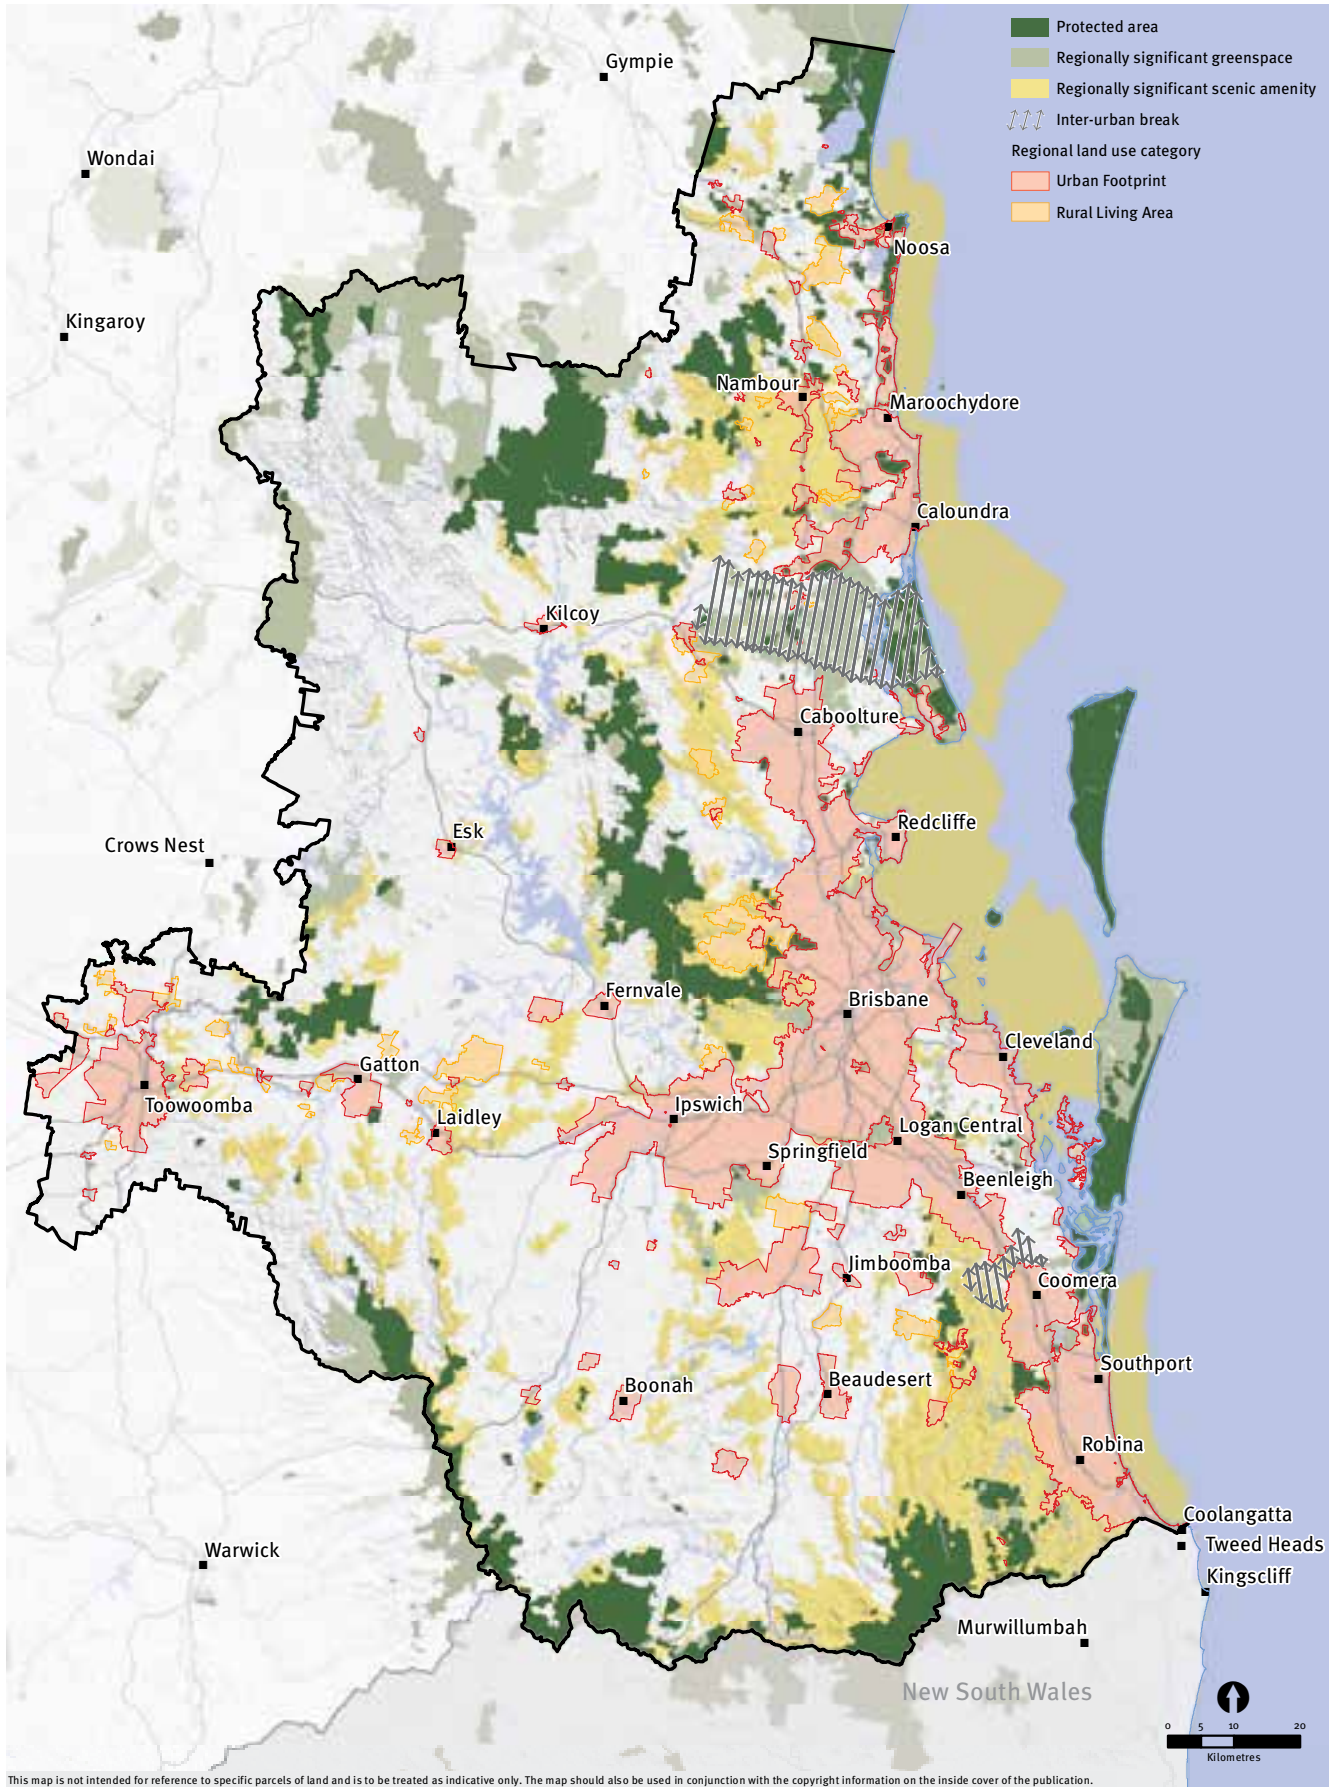 Protected area
Regionally significant greenspace
Regionally significant scenic amenity
Inter-urban break
Regional land use category
Urban Footprint
Rural Living Area
Gympie
Wondai
Noosa
Kingaroy
Nambour
Maroochydore
Caloundra
Kilcoy
Caboolture
Redcliffe
Esk
Crows Nest
Fernvale
Brisbane
Cleveland
Gatton
Toowoomba
Ipswich
Laidley
Logan Central
Springfield
Beenleigh
Jimboomba
Coomera
Southport
Boonah
Beaudesert
Robina
Coolangatta
Tweed Heads
Warwick
Kingscliff
Murwillumbah
New South Wales
0 5 10 20
Kilometres
This map is not intended for reference to specific parcels of land and is to be treated as indicative only. The map should also be used in conjunction with the copyright information on the inside cover of the publication.